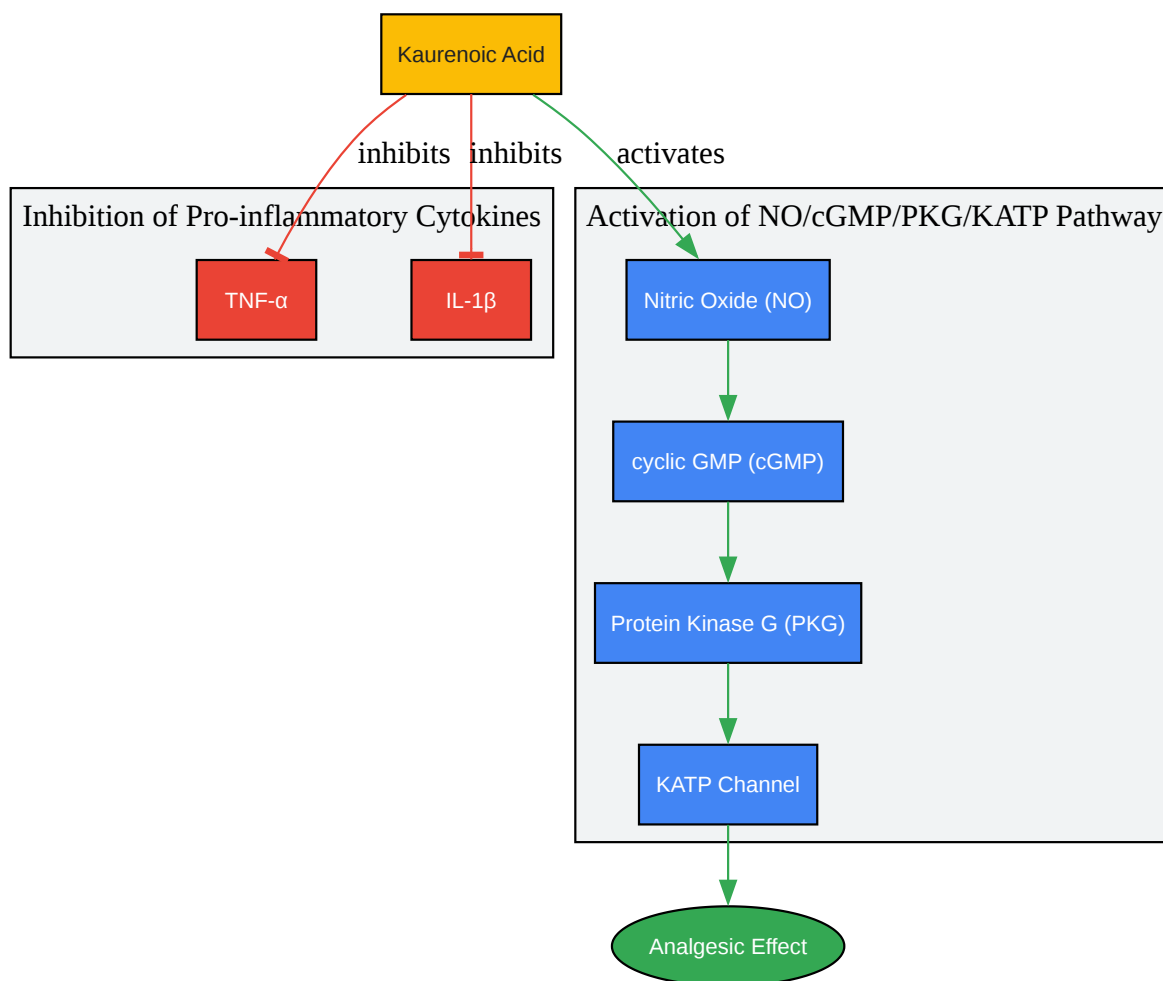 Kaurenoic Acid
inhibits
inhibits
activates
Inhibition of Pro-inflammatory Cytokines
Activation of NO/cGMP/PKG/KATP Pathway
TNF-α
IL-1β
Nitric Oxide (NO)
cyclic GMP (cGMP)
Protein Kinase G (PKG)
KATP Channel
Analgesic Effect